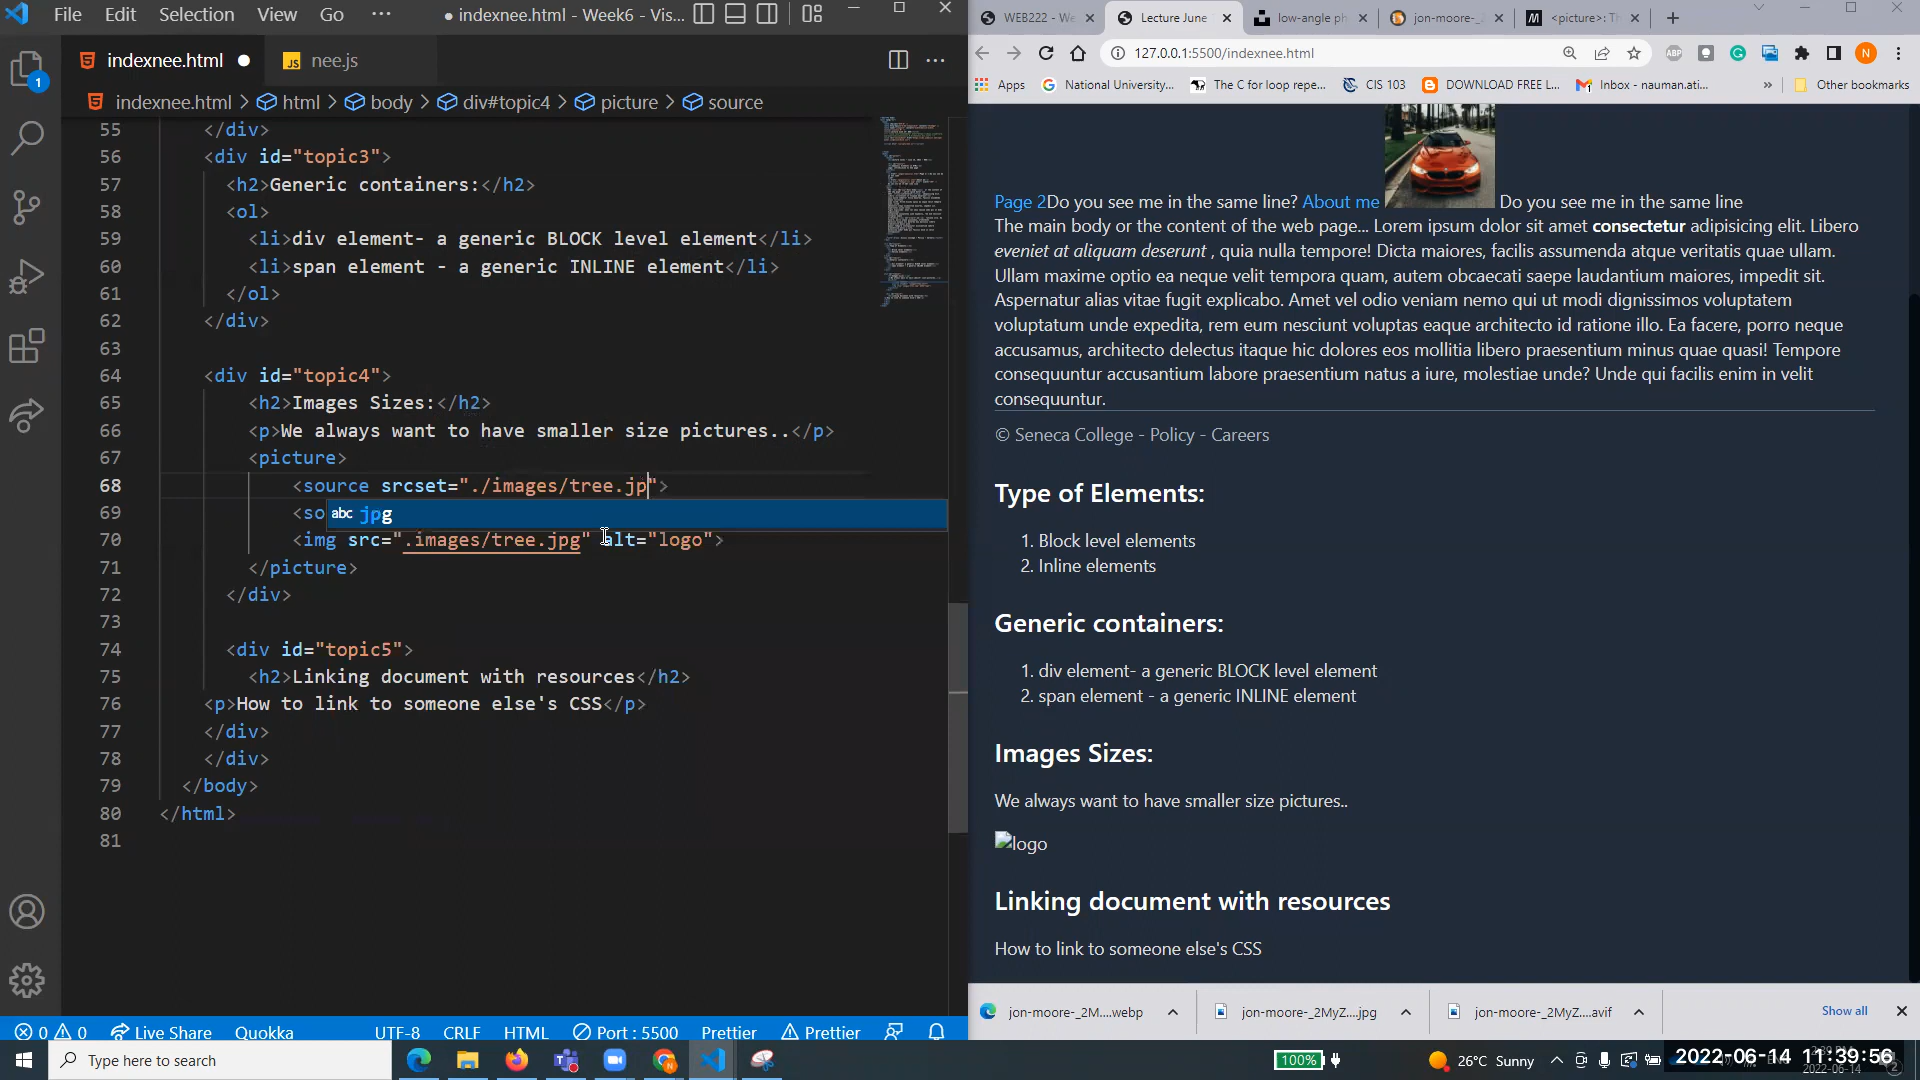 File Edit Selection View Go ··· ● indexnee.html - Week6 - Vis...
indexnee.html ● JS nee.js
indexnee.html > html > body > div#topic4 > picture > source
55 </div>
56 <div id="topic3">
57 <h2>Generic containers:</h2>
58 <ol>
59 <li>div element- a generic BLOCK level element</li>
60 <li>span element - a generic INLINE element</li>
61 </ol>
62 </div>
63
64 <div id="topic4">
65 <h2>Images Sizes:</h2>
66 <p>We always want to have smaller size pictures..</p>
67 <picture>
68 <source srcset="./images/tree.jp">
69 <so
abc jpg
70 <img src=".images/tree.jpg" alt="logo">
71 </picture>
72 </div>
73
74 <div id="topic5">
75 <h2>Linking document with resources</h2>
76 <p>How to link to someone else's CSS</p>
77 </div>
78 </div>
79 </body>
80 </html>
81
1
0 0 Live Share Quokka UTF-8 CRLF HTML Port : 5500 Prettier Prettier
WEB222 - We Lecture June low-angle ph jon-moore-_2 <picture>: Th
127.0.0.1:5500/indexnee.html
ABP N
Apps National University... The C for loop repe... CIS 103 DOWNLOAD FREE L... Inbox - nauman.ati... » Other bookmarks
Page 2Do you see me in the same line? About me Do you see me in the same line
The main body or the content of the web page... Lorem ipsum dolor sit amet consectetur adipisicing elit. Libero
eveniet at aliquam deserunt , quia nulla tempore! Dicta maiores, facilis assumenda atque veritatis quae ullam.
Ullam maxime optio ea neque velit tempora quam, autem obcaecati saepe laudantium maiores, impedit sit.
Aspernatur alias vitae fugit explicabo. Amet vel odio veniam nemo qui ut modi dignissimos voluptatem
voluptatum unde expedita, rem eum nesciunt voluptas eaque architecto id ratione illo. Ea facere, porro neque
accusamus, architecto delectus itaque hic dolores eos mollitia libero praesentium minus quae quasi! Tempore
consequuntur accusantium labore praesentium natus a iure, molestiae unde? Unde qui facilis enim in velit
consequuntur.
© Seneca College - Policy - Careers
Type of Elements:
1. Block level elements
2. Inline elements
Generic containers:
1. div element- a generic BLOCK level element
2. span element - a generic INLINE element
Images Sizes:
We always want to have smaller size pictures..
logo
Linking document with resources
How to link to someone else's CSS
jon-moore-_2M....webp jon-moore-_2MyZ....jpg jon-moore-_2MyZ....avif Show all
Type here to search 100% 26°C Sunny 2022-06-14 11:39:56
2022-06-14